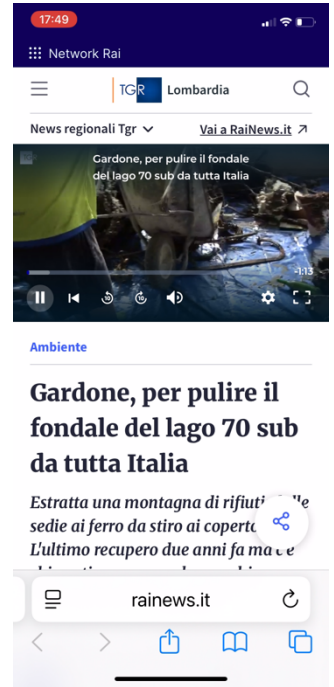 17:49
Network Rai
TGR Lombardia
News regionali Tgr
Vai a RaiNews.it
Gardone, per pulire il fondale
del lago 70 sub da tutta Italia
-1:13
10
10
Ambiente
Gardone, per pulire il
fondale del lago 70 sub
da tutta Italia
Estratta una montagna di rifiuti
sedie ai ferro da stiro ai
L'ultimo recupero due anni fa ma c'è
rainews.it